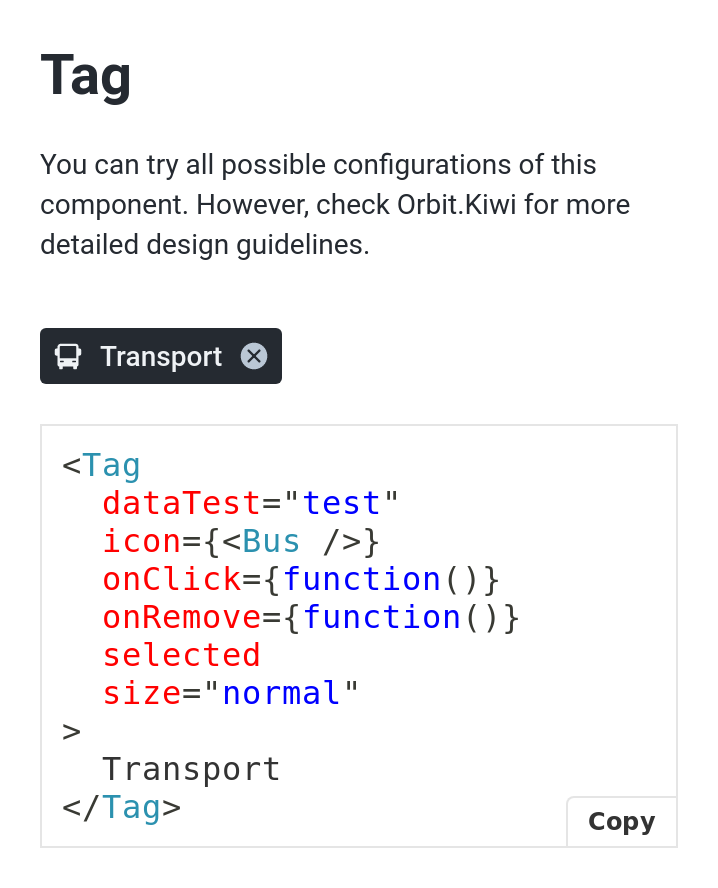 Tag
You can try all possible configurations of this
component. However, check Orbit.Kiwi for more
detailed design guidelines.
Transport
<Tag
  dataTest="test"
  icon={<Bus />}
  onClick={function()}
  onRemove={function()}
  selected
  size="normal"
>
  Transport
</Tag>
Copy